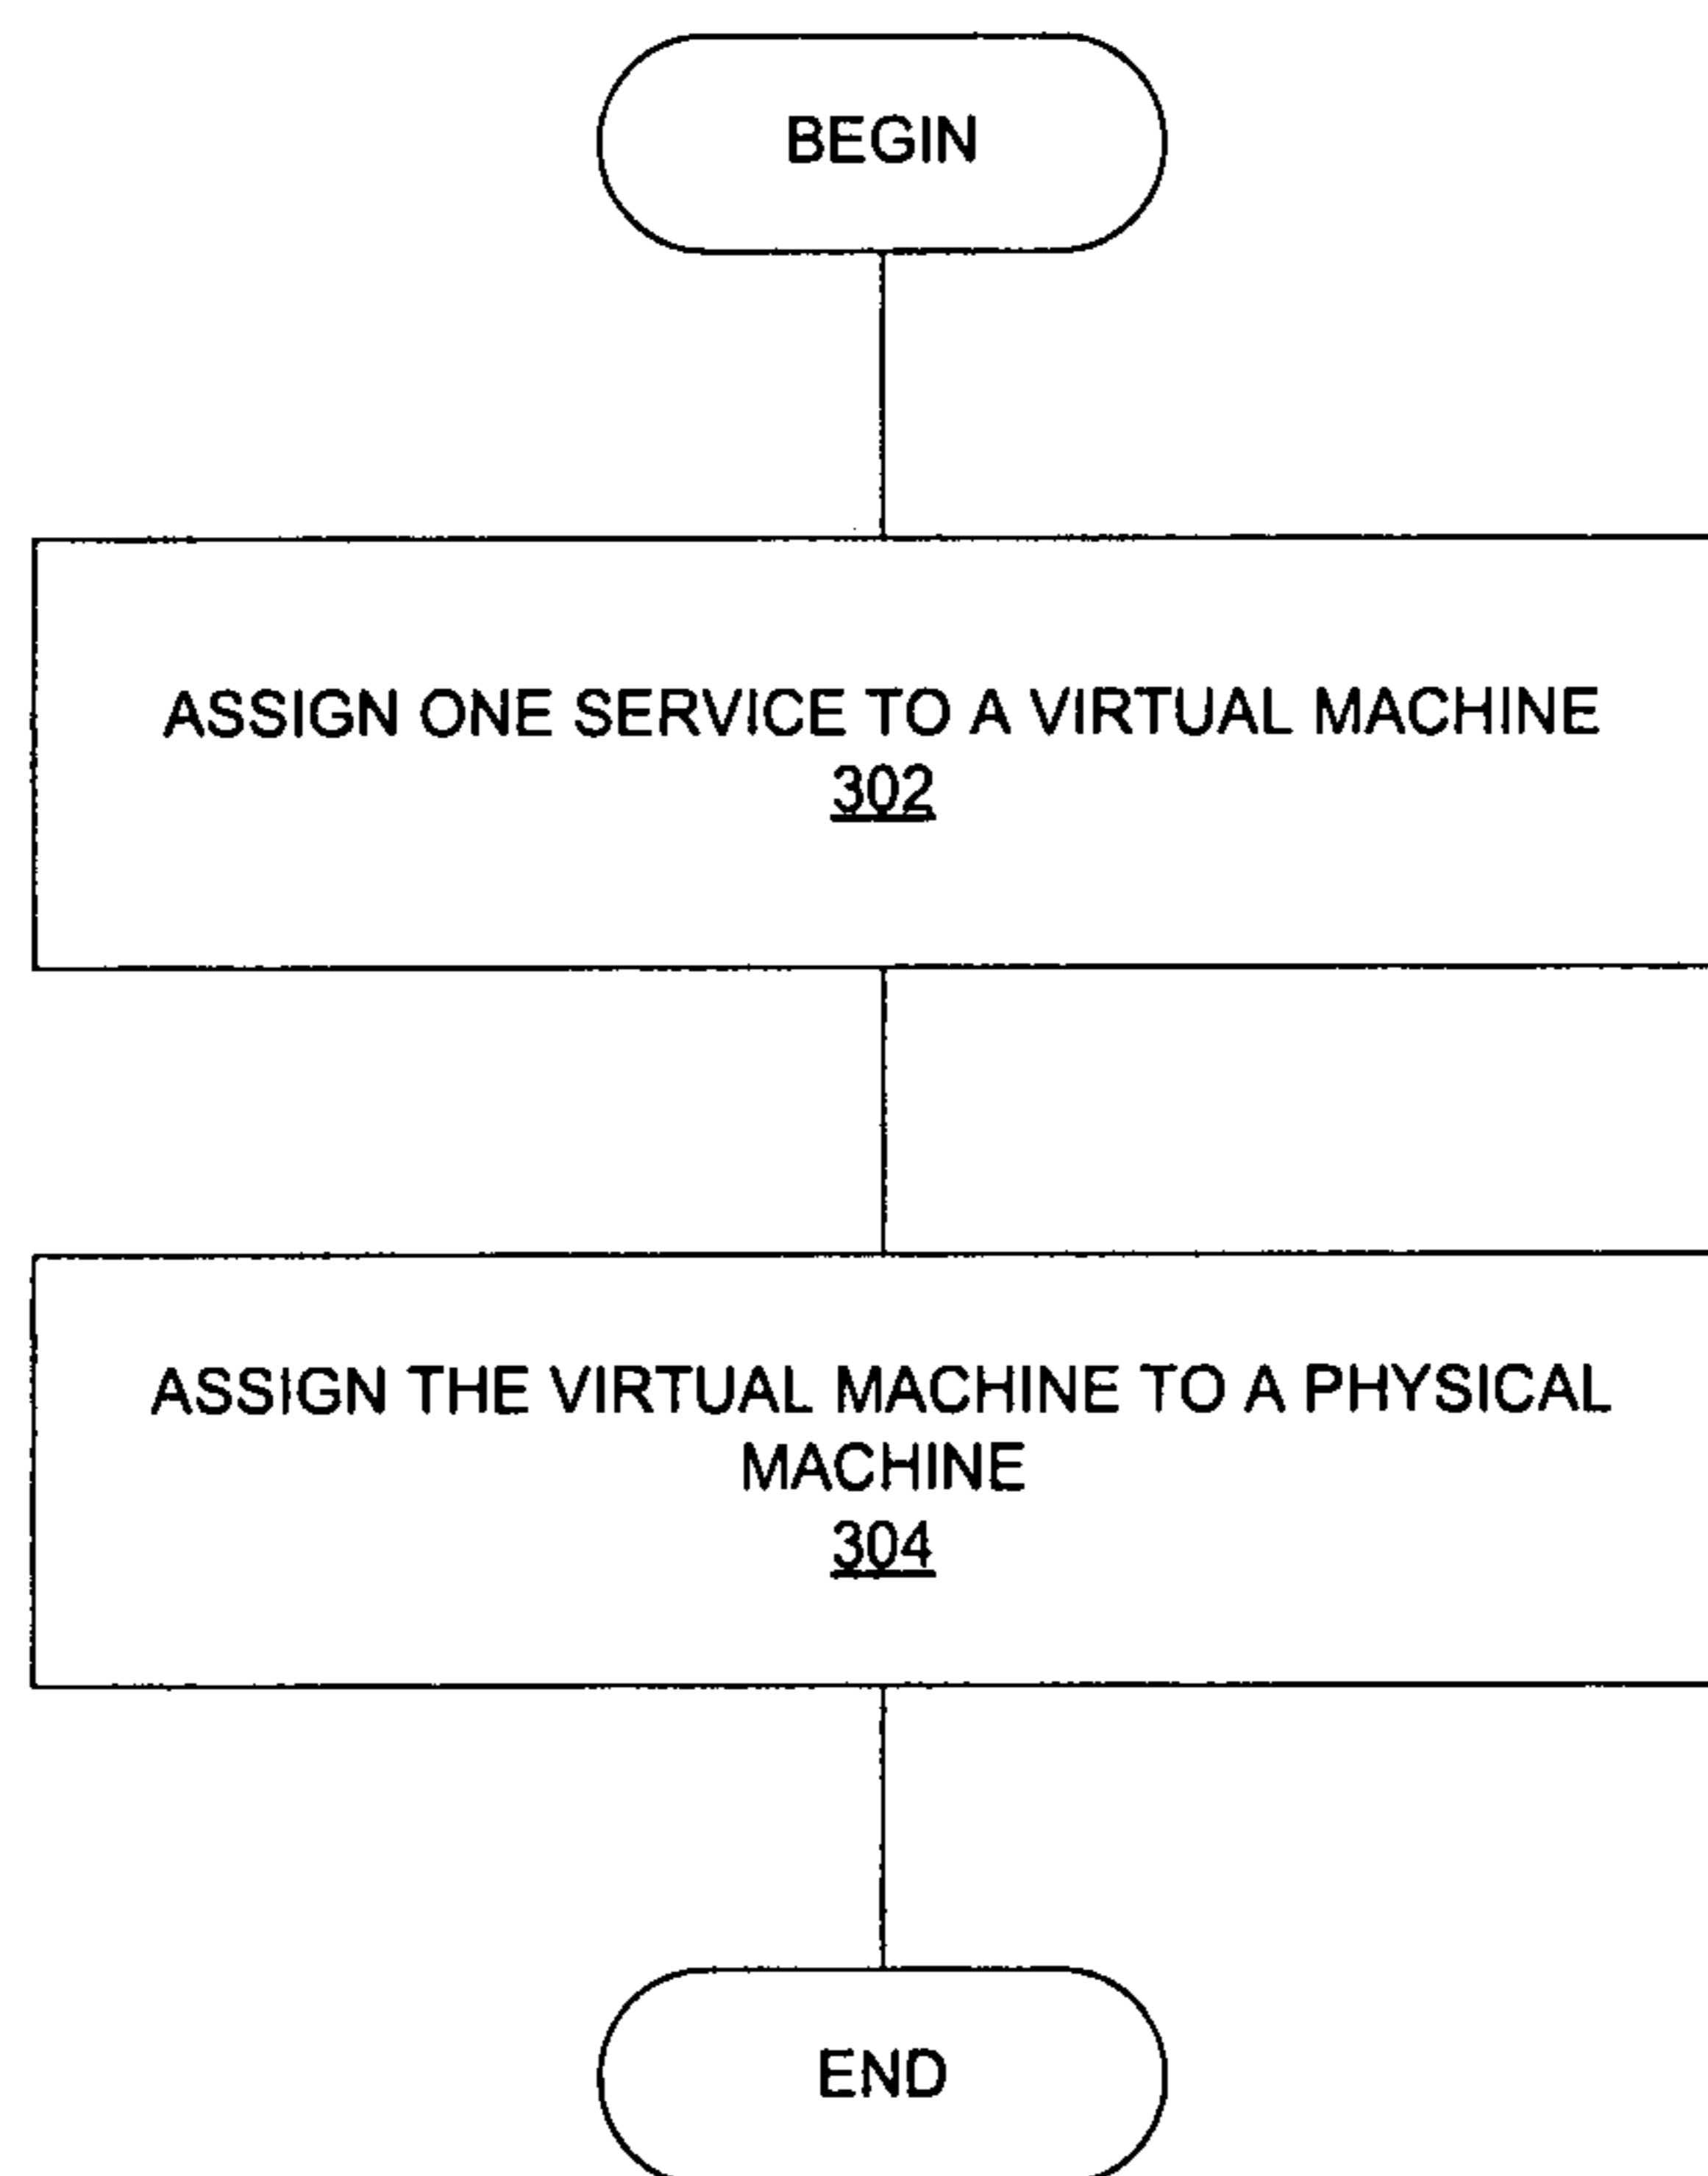 BEGIN
ASSIGN ONE SERVICE TO A VIRTUAL MACHINE
302
ASSIGN THE VIRTUAL MACHINE TO A PHYSICAL
MACHINE
304
END